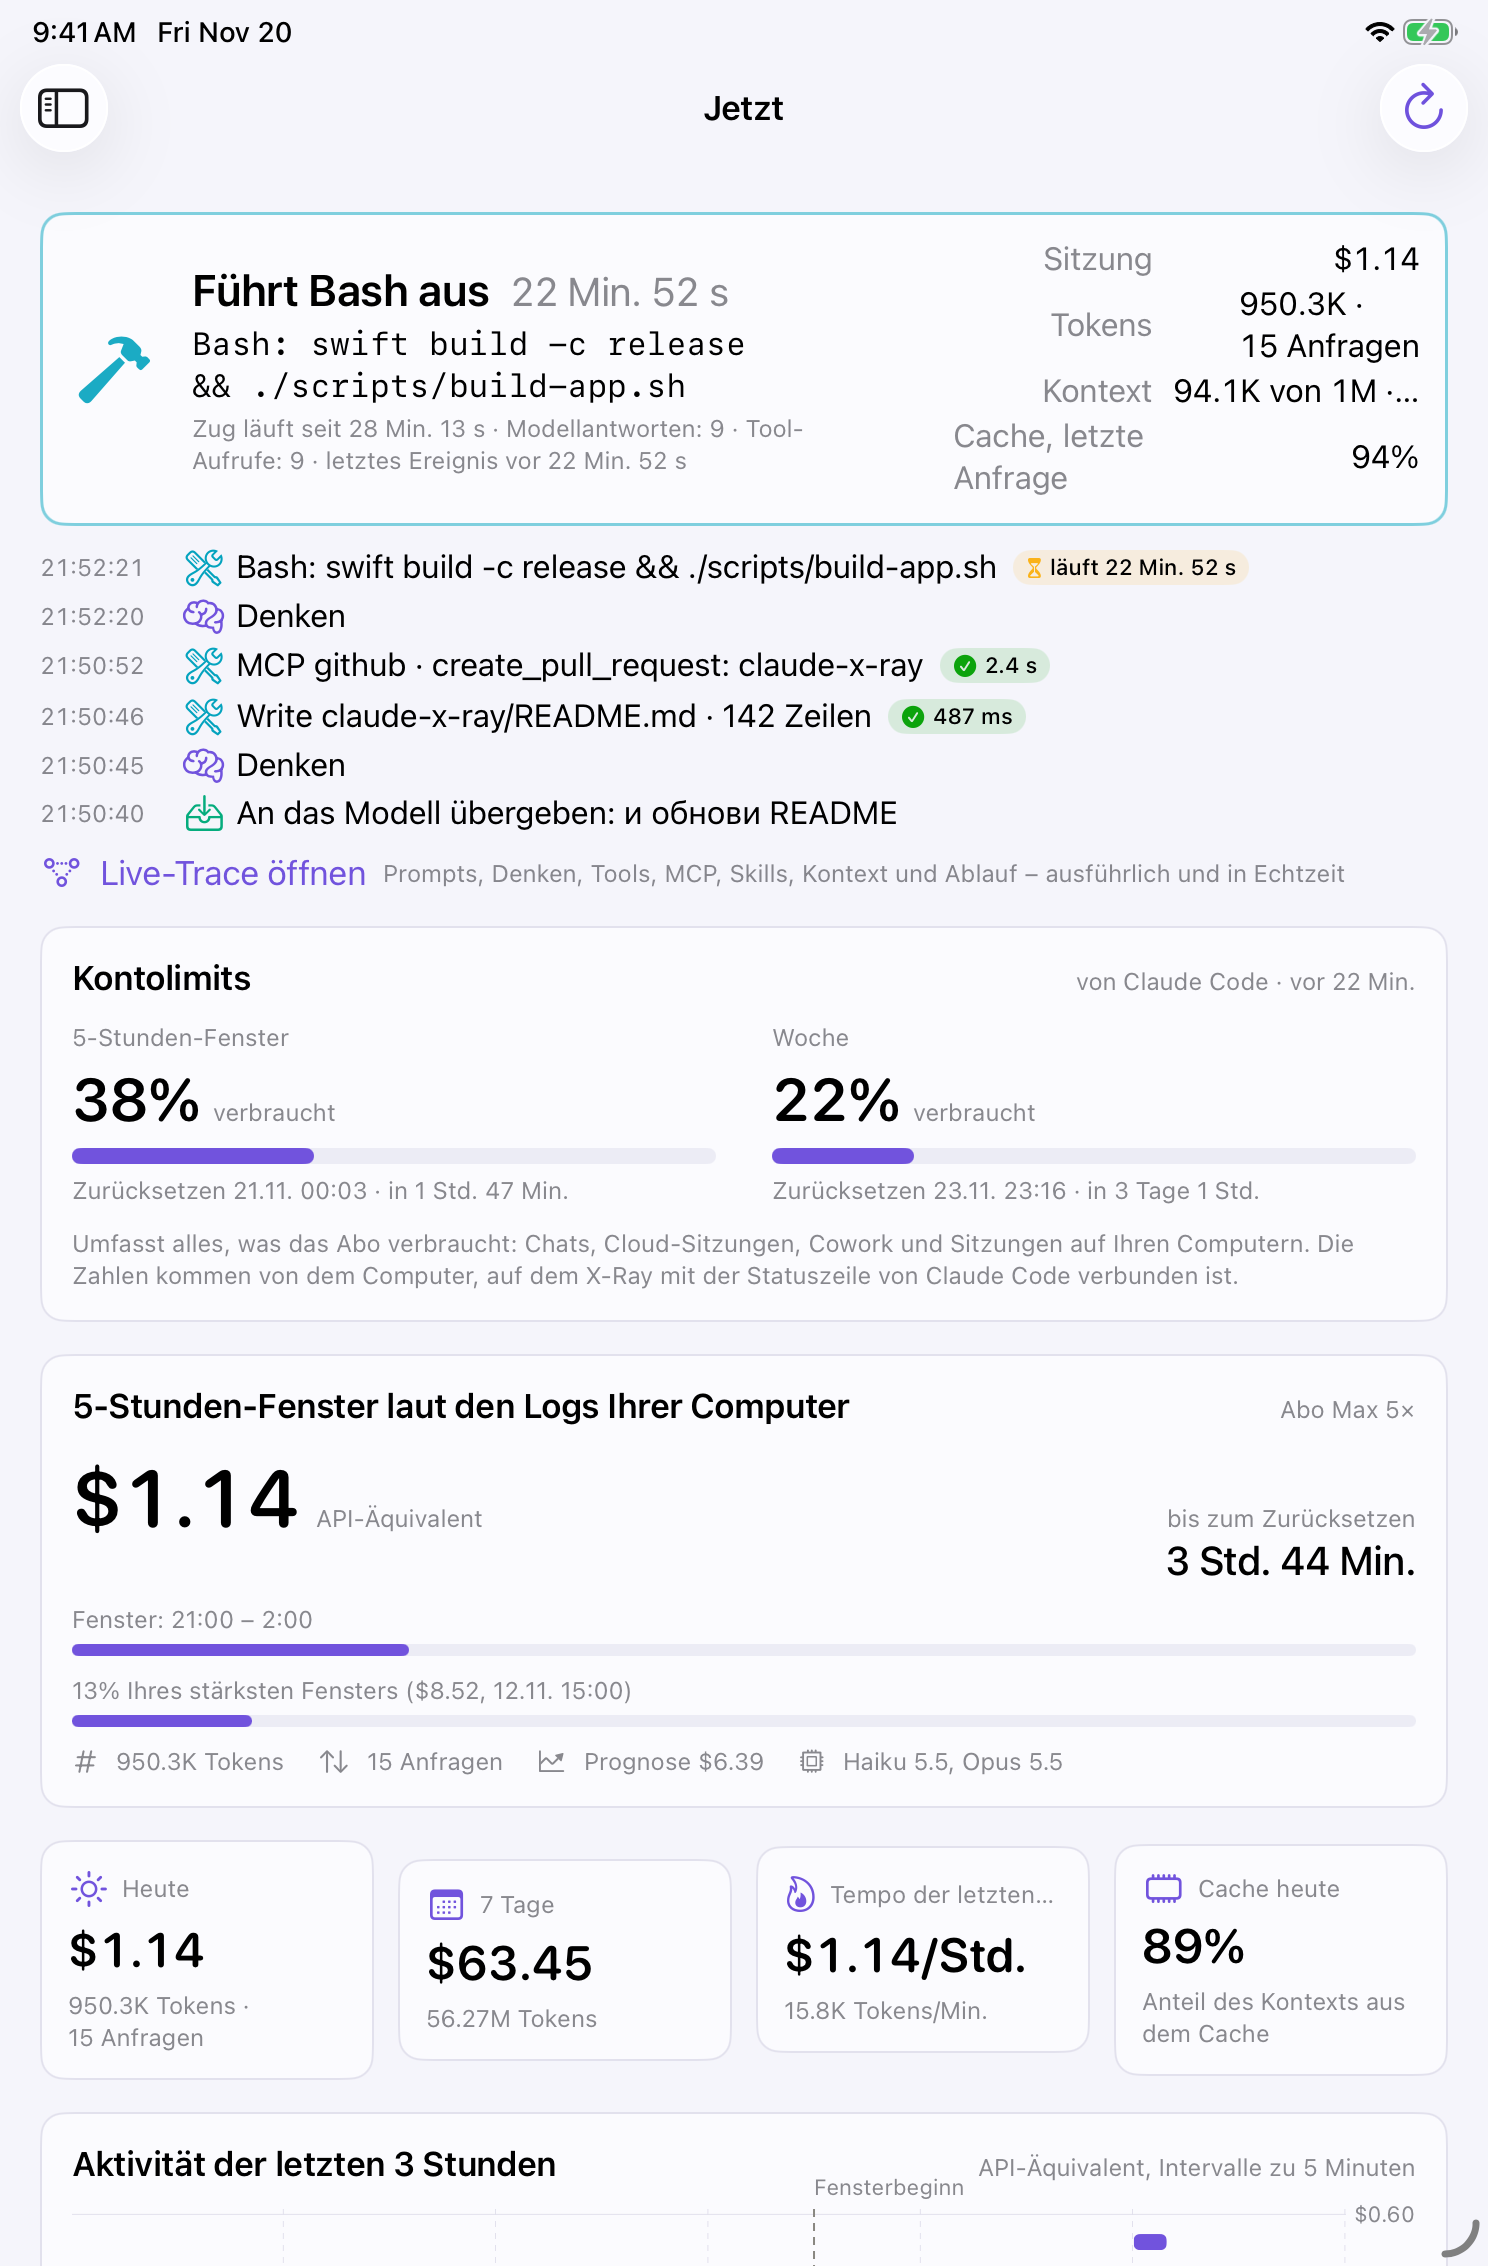 9:41 AM Fri Nov 20
Jetzt
Führt Bash aus 22 Min. 52 s
Bash: swift build -c release
&& ./scripts/build-app.sh
Zug läuft seit 28 Min. 13 s · Modellantworten: 9 · Tool-
Aufrufe: 9 · letztes Ereignis vor 22 Min. 52 s
Sitzung $1.14
Tokens 950.3K ·
15 Anfragen
Kontext 94.1K von 1M ·...
Cache, letzte
Anfrage 94%
21:52:21 Bash: swift build -c release && ./scripts/build-app.sh läuft 22 Min. 52 s
21:52:20 Denken
21:50:52 MCP github · create_pull_request: claude-x-ray 2.4 s
21:50:46 Write claude-x-ray/README.md · 142 Zeilen 487 ms
21:50:45 Denken
21:50:40 An das Modell übergeben: и обнови README
Live-Trace öffnen Prompts, Denken, Tools, MCP, Skills, Kontext und Ablauf – ausführlich und in Echtzeit
Kontolimits von Claude Code · vor 22 Min.
5-Stunden-Fenster
38% verbraucht
Zurücksetzen 21.11. 00:03 · in 1 Std. 47 Min.
Woche
22% verbraucht
Zurücksetzen 23.11. 23:16 · in 3 Tage 1 Std.
Umfasst alles, was das Abo verbraucht: Chats, Cloud-Sitzungen, Cowork und Sitzungen auf Ihren Computern. Die
Zahlen kommen von dem Computer, auf dem X-Ray mit der Statuszeile von Claude Code verbunden ist.
5-Stunden-Fenster laut den Logs Ihrer Computer Abo Max 5×
$1.14 API-Äquivalent
bis zum Zurücksetzen
3 Std. 44 Min.
Fenster: 21:00 – 2:00
13% Ihres stärksten Fensters ($8.52, 12.11. 15:00)
# 950.3K Tokens 15 Anfragen Prognose $6.39 Haiku 5.5, Opus 5.5
Heute
$1.14
950.3K Tokens ·
15 Anfragen
7 Tage
$63.45
56.27M Tokens
Tempo der letzten...
$1.14/Std.
15.8K Tokens/Min.
Cache heute
89%
Anteil des Kontexts aus
dem Cache
Aktivität der letzten 3 Stunden API-Äquivalent, Intervalle zu 5 Minuten
Fensterbeginn
$0.60